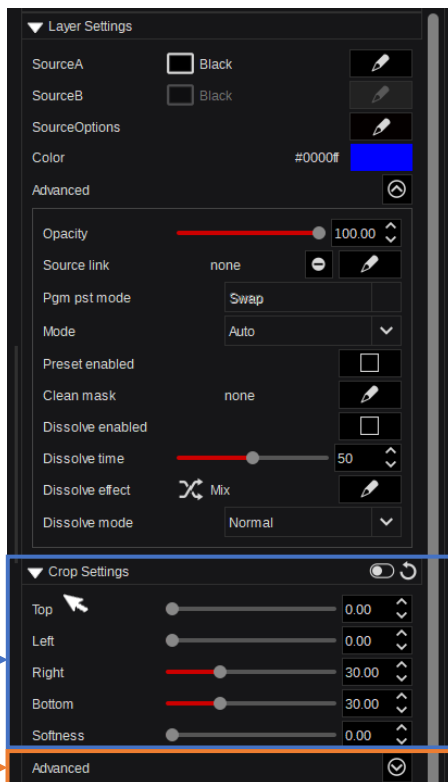 Layer Settings
SourceA Black
SourceB Black
SourceOptions
Color #0000ff
Advanced
Opacity 100.00
Source link none
Pgm pst mode Swap
Mode Auto
Preset enabled
Clean mask none
Dissolve enabled
Dissolve time 50
Dissolve effect Mix
Dissolve mode Normal
Crop Settings
Top 0.00
Left 0.00
Right 30.00
Bottom 30.00
Softness 0.00
Advanced